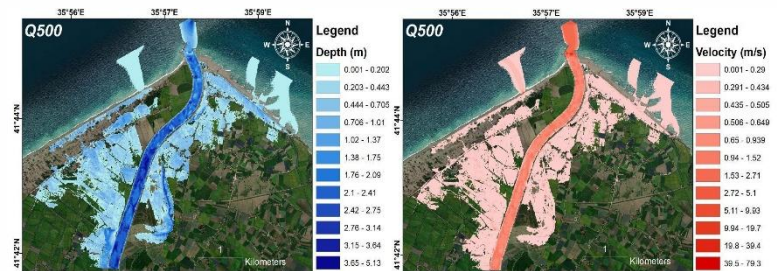 35°56'E 35°57'E 35°59'E
Q500
N
W E
S
41°44'N
41°42'N
1
Kilometers
Legend
Depth (m)
0.001 - 0.202
0.203 - 0.443
0.444 - 0.705
0.706 - 1.01
1.02 - 1.37
1.38 - 1.75
1.76 - 2.09
2.1 - 2.41
2.42 - 2.75
2.76 - 3.14
3.15 - 3.64
3.65 - 5.13
35°56'E 35°57'E 35°59'E
Q500
N
W E
S
41°44'N
41°42'N
1
Kilometers
Legend
Velocity (m/s)
0.001 - 0.29
0.291 - 0.434
0.435 - 0.505
0.506 - 0.649
0.65 - 0.939
0.94 - 1.52
1.53 - 2.71
2.72 - 5.1
5.11 - 9.93
9.94 - 19.7
19.8 - 39.4
39.5 - 79.3